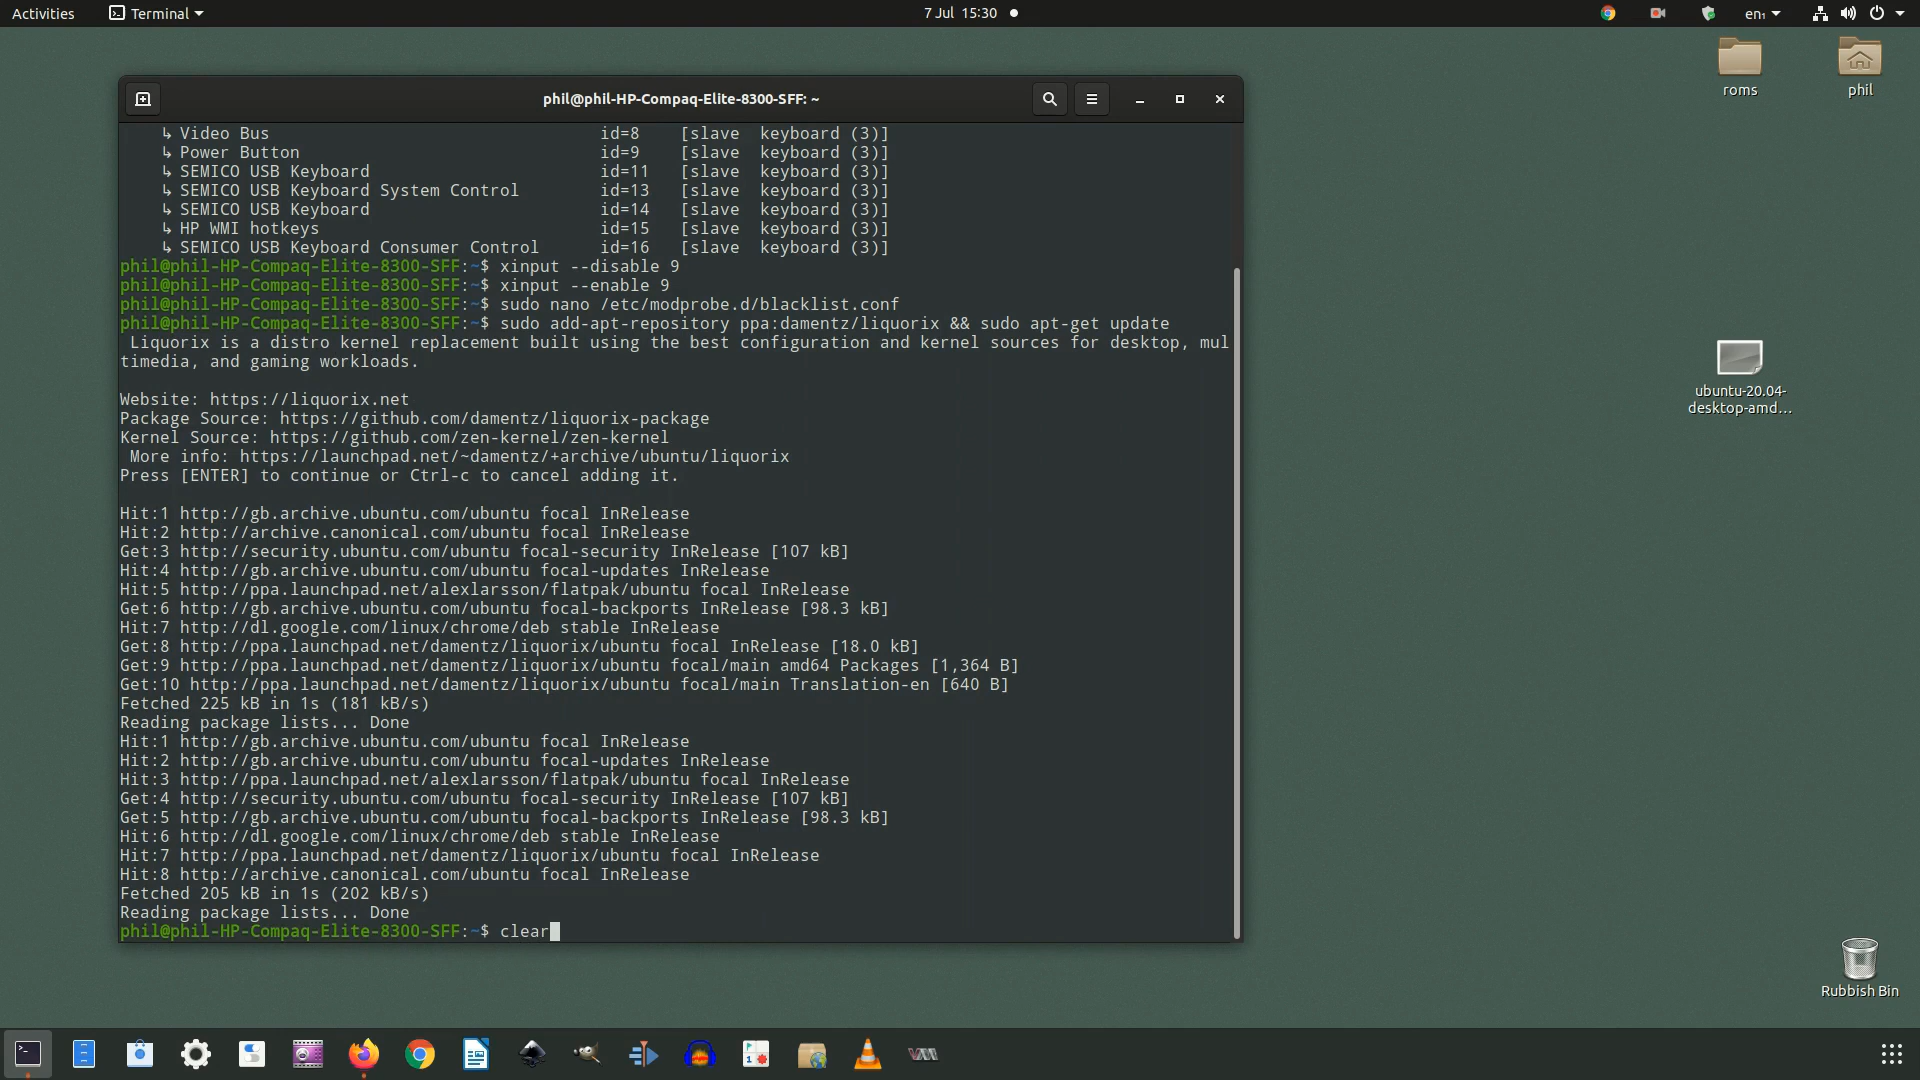 Activities
Terminal
7 Jul 15:30
en₁
roms
phil
phil@phil-HP-Compaq-Elite-8300-SFF: ~
↳ Video Bus id=8 [slave keyboard (3)]
↳ Power Button id=9 [slave keyboard (3)]
↳ SEMICO USB Keyboard id=11 [slave keyboard (3)]
↳ SEMICO USB Keyboard System Control id=13 [slave keyboard (3)]
↳ SEMICO USB Keyboard id=14 [slave keyboard (3)]
↳ HP WMI hotkeys id=15 [slave keyboard (3)]
↳ SEMICO USB Keyboard Consumer Control id=16 [slave keyboard (3)]
phil@phil-HP-Compaq-Elite-8300-SFF:~$ xinput --disable 9
phil@phil-HP-Compaq-Elite-8300-SFF:~$ xinput --enable 9
phil@phil-HP-Compaq-Elite-8300-SFF:~$ sudo nano /etc/modprobe.d/blacklist.conf
phil@phil-HP-Compaq-Elite-8300-SFF:~$ sudo add-apt-repository ppa:damentz/liquorix && sudo apt-get update
Liquorix is a distro kernel replacement built using the best configuration and kernel sources for desktop, mul
timedia, and gaming workloads.
Website: https://liquorix.net
Package Source: https://github.com/damentz/liquorix-package
Kernel Source: https://github.com/zen-kernel/zen-kernel
More info: https://launchpad.net/~damentz/+archive/ubuntu/liquorix
Press [ENTER] to continue or Ctrl-c to cancel adding it.
Hit:1 http://gb.archive.ubuntu.com/ubuntu focal InRelease
Hit:2 http://archive.canonical.com/ubuntu focal InRelease
Get:3 http://security.ubuntu.com/ubuntu focal-security InRelease [107 kB]
Hit:4 http://gb.archive.ubuntu.com/ubuntu focal-updates InRelease
Hit:5 http://ppa.launchpad.net/alexlarsson/flatpak/ubuntu focal InRelease
Get:6 http://gb.archive.ubuntu.com/ubuntu focal-backports InRelease [98.3 kB]
Hit:7 http://dl.google.com/linux/chrome/deb stable InRelease
Get:8 http://ppa.launchpad.net/damentz/liquorix/ubuntu focal InRelease [18.0 kB]
Get:9 http://ppa.launchpad.net/damentz/liquorix/ubuntu focal/main amd64 Packages [1,364 B]
Get:10 http://ppa.launchpad.net/damentz/liquorix/ubuntu focal/main Translation-en [640 B]
Fetched 225 kB in 1s (181 kB/s)
Reading package lists... Done
Hit:1 http://gb.archive.ubuntu.com/ubuntu focal InRelease
Hit:2 http://gb.archive.ubuntu.com/ubuntu focal-updates InRelease
Hit:3 http://ppa.launchpad.net/alexlarsson/flatpak/ubuntu focal InRelease
Get:4 http://security.ubuntu.com/ubuntu focal-security InRelease [107 kB]
Get:5 http://gb.archive.ubuntu.com/ubuntu focal-backports InRelease [98.3 kB]
Hit:6 http://dl.google.com/linux/chrome/deb stable InRelease
Hit:7 http://ppa.launchpad.net/damentz/liquorix/ubuntu focal InRelease
Hit:8 http://archive.canonical.com/ubuntu focal InRelease
Fetched 205 kB in 1s (202 kB/s)
Reading package lists... Done
phil@phil-HP-Compaq-Elite-8300-SFF:~$ clear
ubuntu-20.04-
desktop-amd...
Rubbish Bin